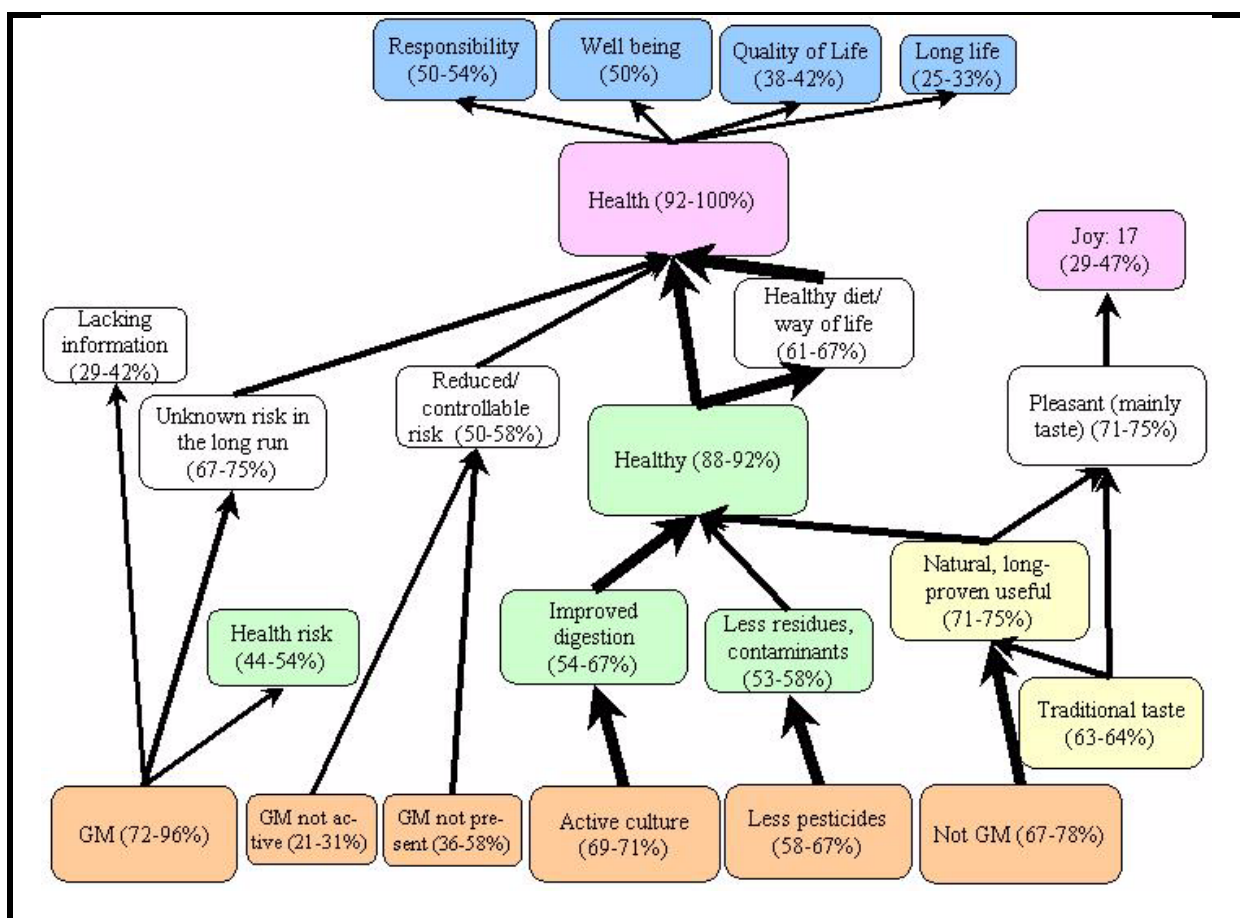 Responsibility
(50-54%)
Well being
(50%)
Quality of Life
(38-42%)
Long life
(25-33%)
Health (92-100%)
Joy: 17
(29-47%)
Healthy diet/
way of life
(61-67%)
Lacking
information
(29-42%)
Unknown risk in
the long run
(67-75%)
Reduced/
controllable
risk (50-58%)
Pleasant (mainly
taste) (71-75%)
Healthy (88-92%)
Natural, long-
proven useful
(71-75%)
Health risk
(44-54%)
Improved
digestion
(54-67%)
Less residues,
contaminants
(53-58%)
Traditional taste
(63-64%)
GM (72-96%)
GM not ac-
tive (21-31%)
GM not pre-
sent (36-58%)
Active culture
(69-71%)
Less pesticides
(58-67%)
Not GM (67-78%)